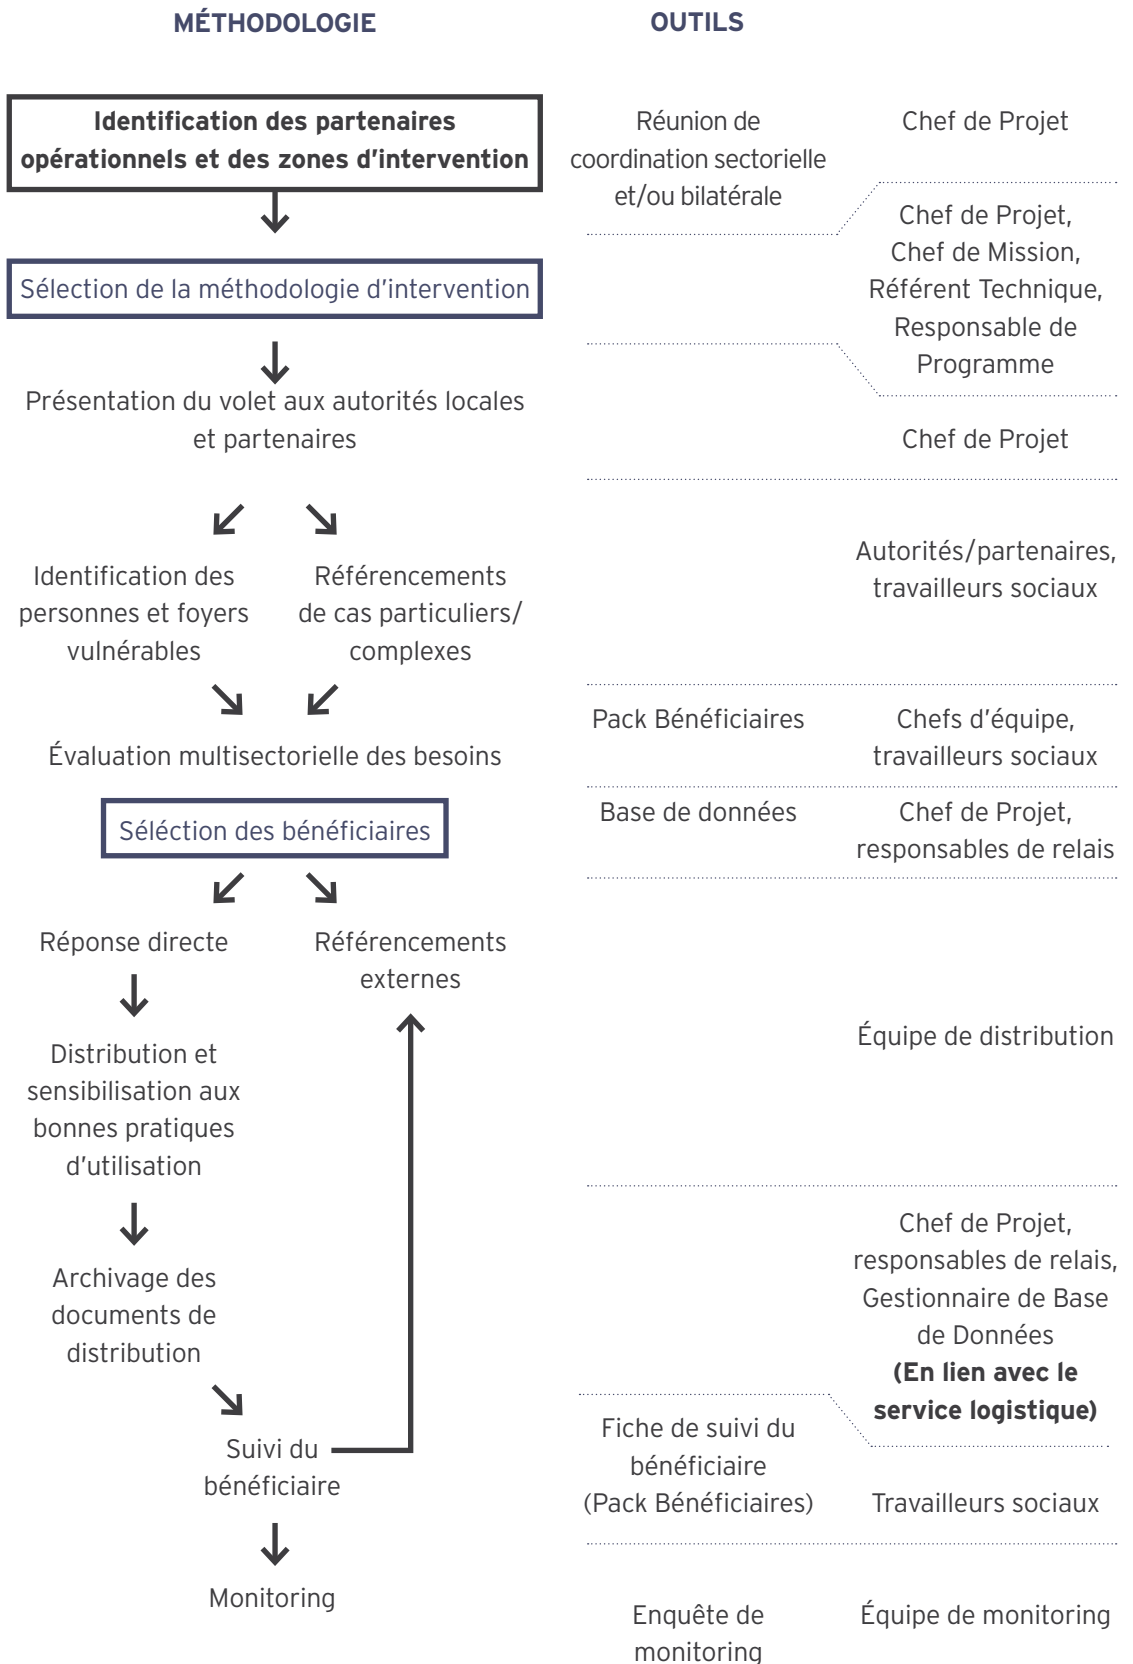 MÉTHODOLOGIE
OUTILS
Identification des partenaires
opérationnels et des zones d'intervention
Réunion de
coordination sectorielle
et/ou bilatérale
Chef de Projet
Sélection de la méthodologie d'intervention
Chef de Projet,
Chef de Mission,
Référent Technique,
Responsable de
Programme
Présentation du volet aux autorités locales
et partenaires
Chef de Projet
Identification des
personnes et foyers
vulnérables
Référencements
de cas particuliers/
complexes
Autorités/partenaires,
travailleurs sociaux
Évaluation multisectorielle des besoins
Pack Bénéficiaires
Chefs d'équipe,
travailleurs sociaux
Séléction des bénéficiaires
Base de données
Chef de Projet,
responsables de relais
Réponse directe
Référencements
externes
Distribution et
sensibilisation aux
bonnes pratiques
d'utilisation
Équipe de distribution
Archivage des
documents de
distribution
Chef de Projet,
responsables de relais,
Gestionnaire de Base
de Données
(En lien avec le
service logistique)
Suivi du
bénéficiaire
Fiche de suivi du
bénéficiaire
(Pack Bénéficiaires)
Travailleurs sociaux
Monitoring
Enquête de
monitoring
Équipe de monitoring